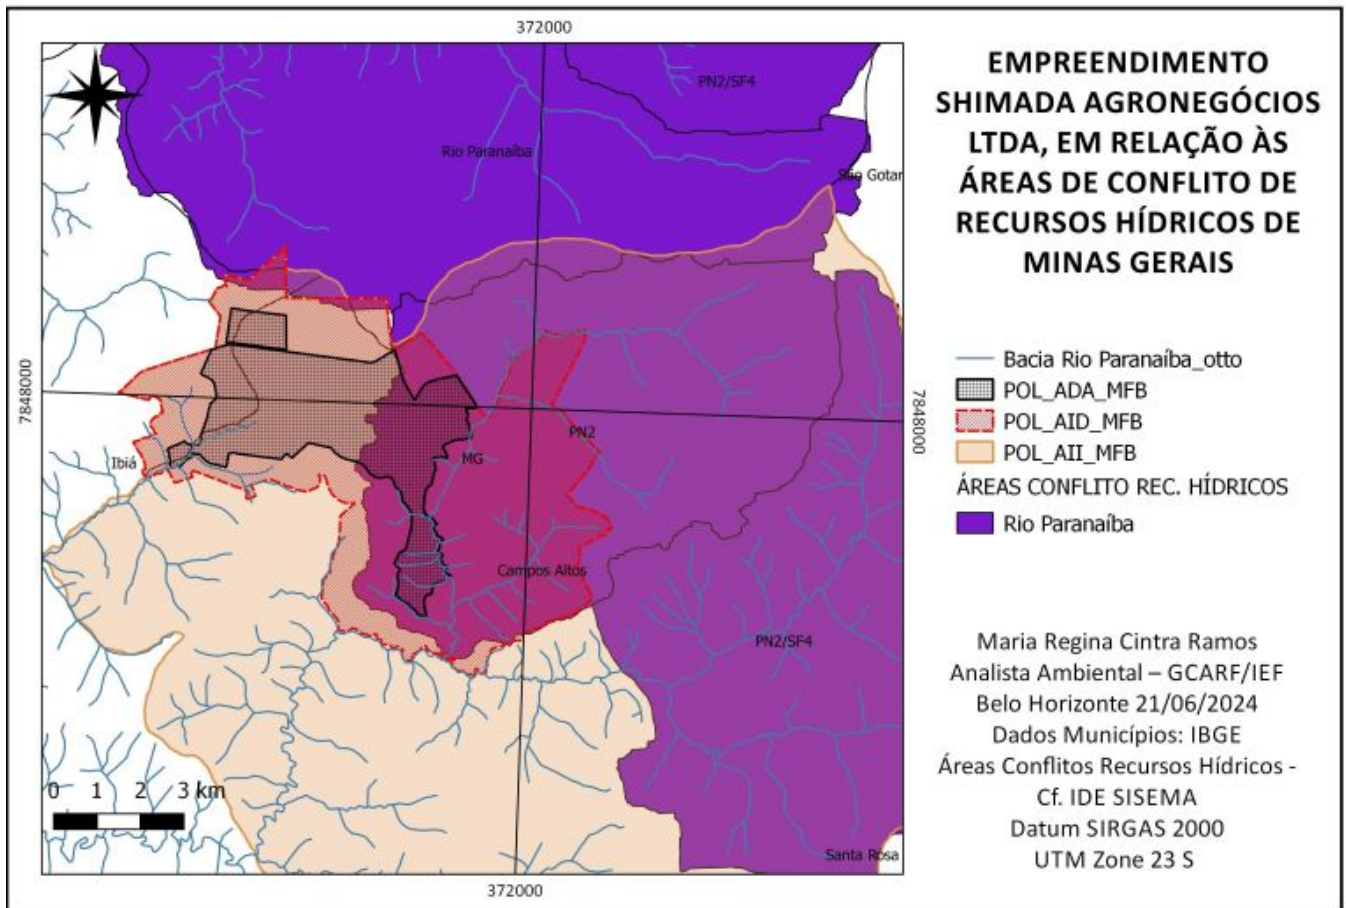 372000
EMPREENDIMENTO
SHIMADA AGRONEGÓCIOS
LTDA, EM RELAÇÃO ÀS
ÁREAS DE CONFLITO DE
RECURSOS HÍDRICOS DE
MINAS GERAIS
PN2/SF4
Rio Paranaíba
São Gotar
7848000
7848000
Bacia Rio Paranaíba_otto
POL_ADA_MFB
POL_AID_MFB
POL_AII_MFB
ÁREAS CONFLITO REC. HÍDRICOS
Rio Paranaíba
PN2
Ibiá
MG
Campos Altos
PN2/SF4
Maria Regina Cintra Ramos
Analista Ambiental – GCARF/IEF
Belo Horizonte 21/06/2024
Dados Municípios: IBGE
Áreas Conflitos Recursos Hídricos -
Cf. IDE SISEMA
Datum SIRGAS 2000
UTM Zone 23 S
0 1 2 3 km
Santa Rosa
372000